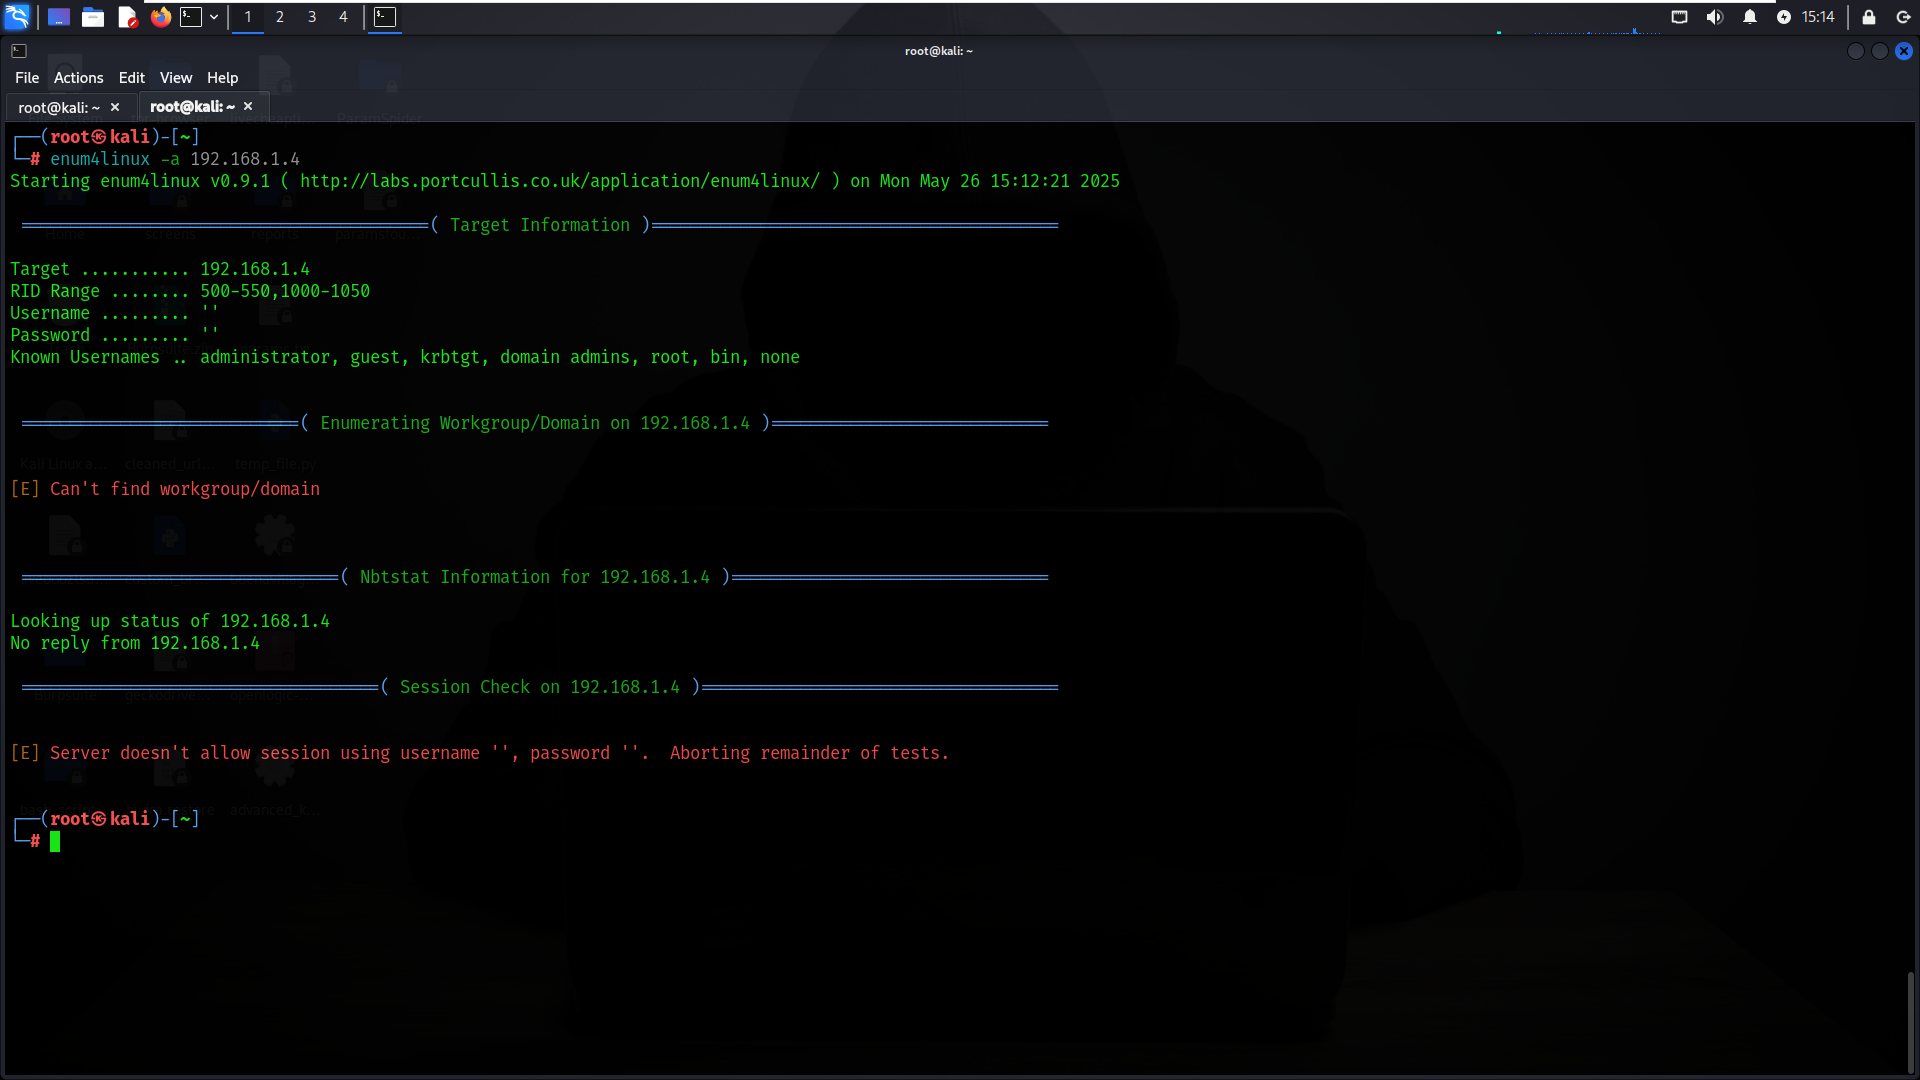 1 2 3 4
15:14
root@kali: ~
File Actions Edit View Help
root@kali: ~ × root@kali: ~ ×
┌──(root㉿kali)-[~]
└─# enum4linux -a 192.168.1.4
Starting enum4linux v0.9.1 ( http://labs.portcullis.co.uk/application/enum4linux/ ) on Mon May 26 15:12:21 2025
=========================================( Target Information )=========================================
Target ........... 192.168.1.4
RID Range ........ 500-550,1000-1050
Username ......... ''
Password ......... ''
Known Usernames .. administrator, guest, krbtgt, domain admins, root, bin, none
============================( Enumerating Workgroup/Domain on 192.168.1.4 )============================
[E] Can't find workgroup/domain
================================( Nbtstat Information for 192.168.1.4 )================================
Looking up status of 192.168.1.4
No reply from 192.168.1.4
====================================( Session Check on 192.168.1.4 )====================================
[E] Server doesn't allow session using username '', password ''.  Aborting remainder of tests.
┌──(root㉿kali)-[~]
└─#